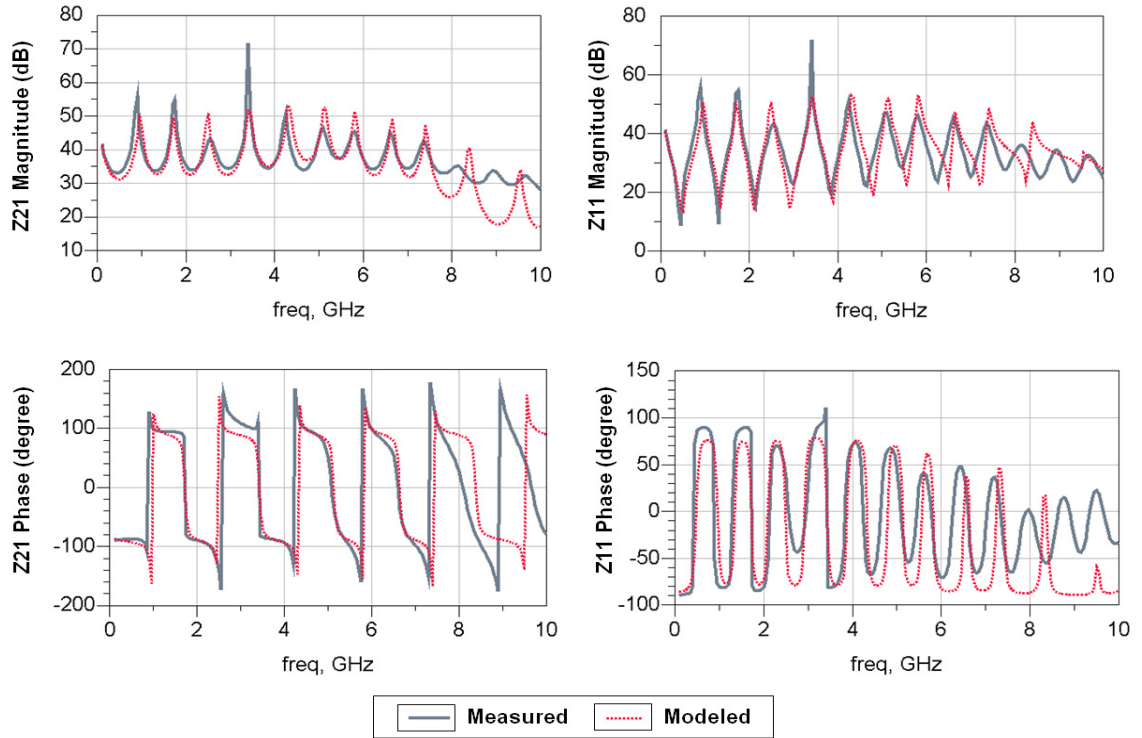 Z21 Magnitude (dB)
80
70
60
50
40
30
20
10
0 2 4 6 8 10
freq, GHz
Z11 Magnitude (dB)
80
60
40
20
0
0 2 4 6 8 10
freq, GHz
Z21 Phase (degree)
200
100
0
-100
-200
0 2 4 6 8 10
freq, GHz
Z11 Phase (degree)
150
100
50
0
-50
-100
0 2 4 6 8 10
freq, GHz
Measured Modeled